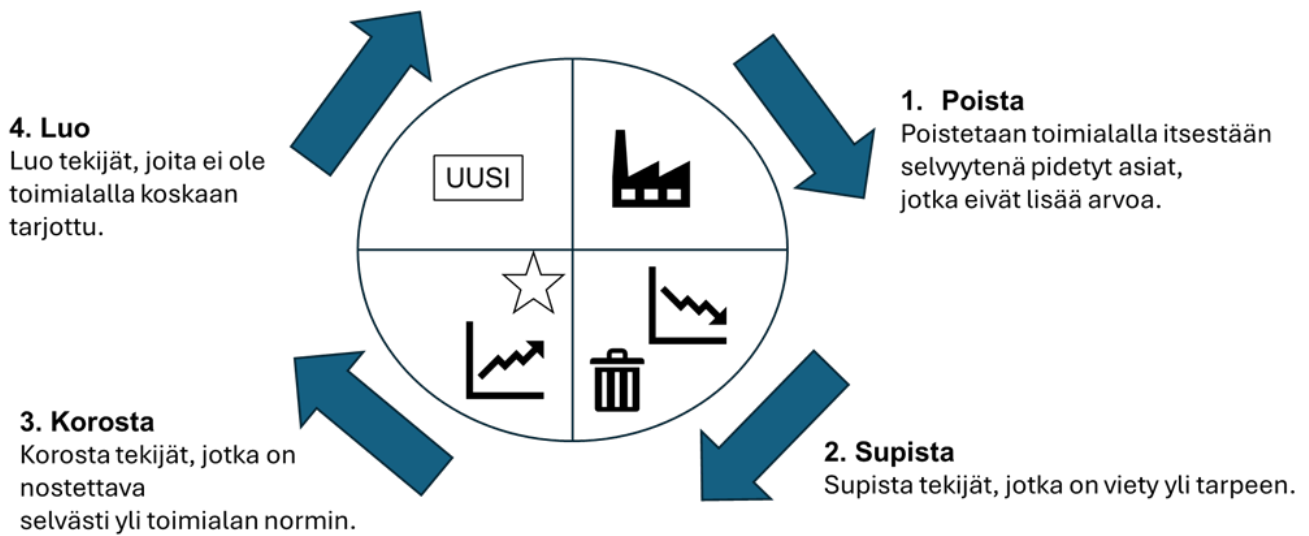 1. Poista
Poistetaan toimialalla itsestään
selvyytenä pidetyt asiat,
jotka eivät lisää arvoa.
2. Supista
Supista tekijät, jotka on viety yli tarpeen.
3. Korosta
Korosta tekijät, jotka on
nostettava
selvästi yli toimialan normin.
4. Luo
Luo tekijät, joita ei ole
toimialalla koskaan
tarjottu.
UUSI